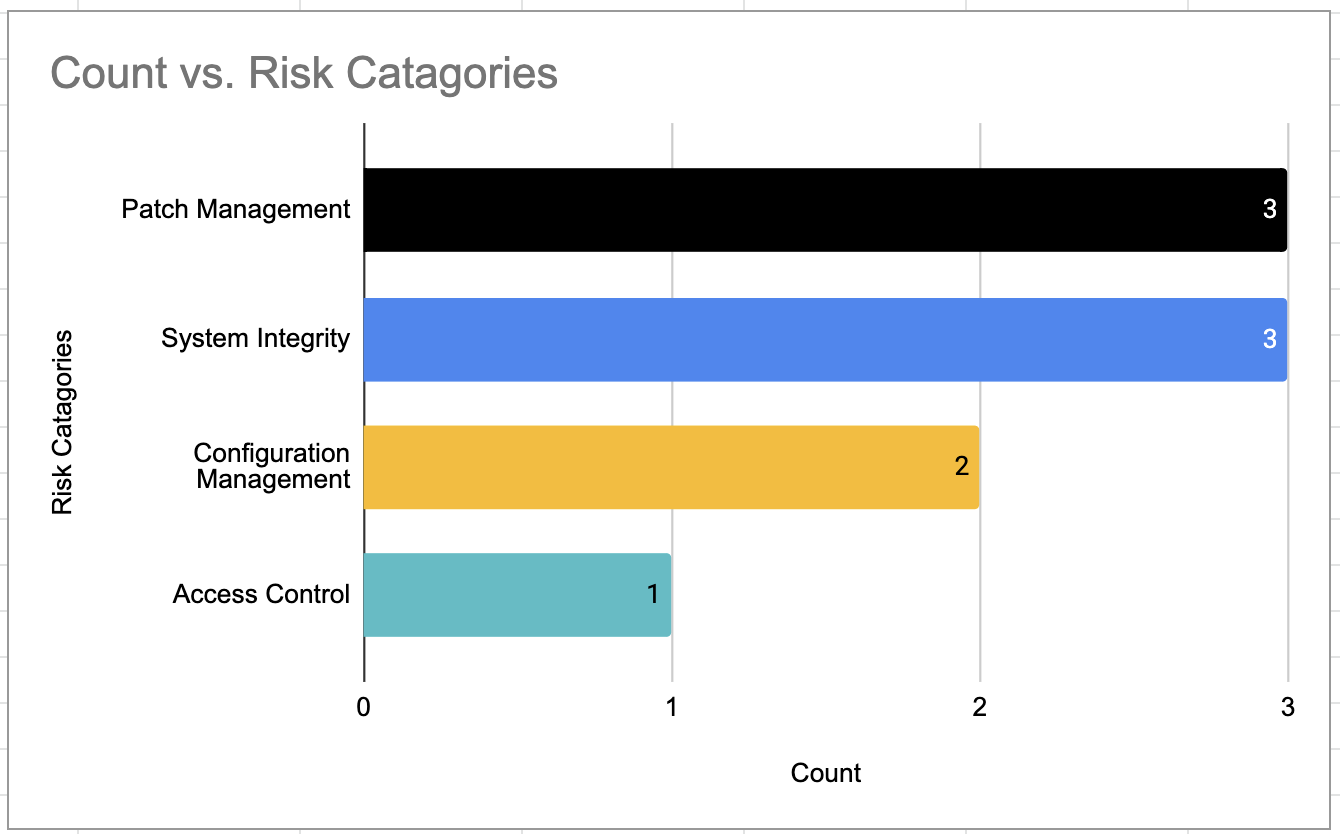 Count vs. Risk Catagories
Risk Catagories
Patch Management
3
System Integrity
3
Configuration
Management
2
Access Control
1
0
1
2
3
Count